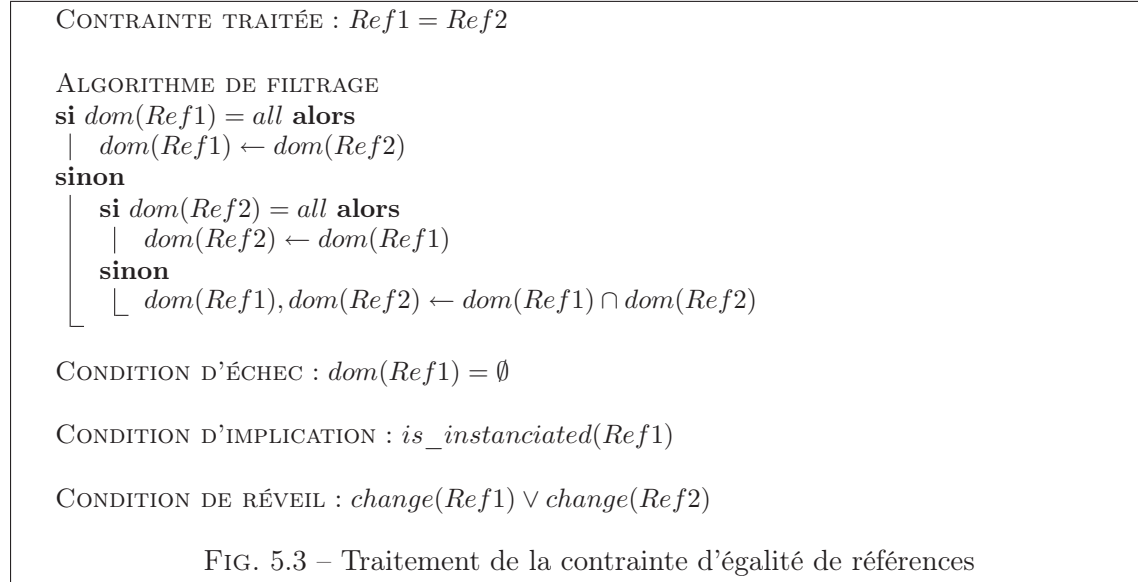 CONTRAINTE TRAITÉE : Ref1 = Ref2
ALGORITHME DE FILTRAGE
si dom(Ref1) = all alors
dom(Ref1) ← dom(Ref2)
sinon
si dom(Ref2) = all alors
dom(Ref2) ← dom(Ref1)
sinon
dom(Ref1), dom(Ref2) ← dom(Ref1) ∩ dom(Ref2)
CONDITION D'ÉCHEC : dom(Ref1) = ∅
CONDITION D'IMPLICATION : is_instanciated(Ref1)
CONDITION DE RÉVEIL : change(Ref1) ∨ change(Ref2)
FIG. 5.3 – Traitement de la contrainte d'égalité de références